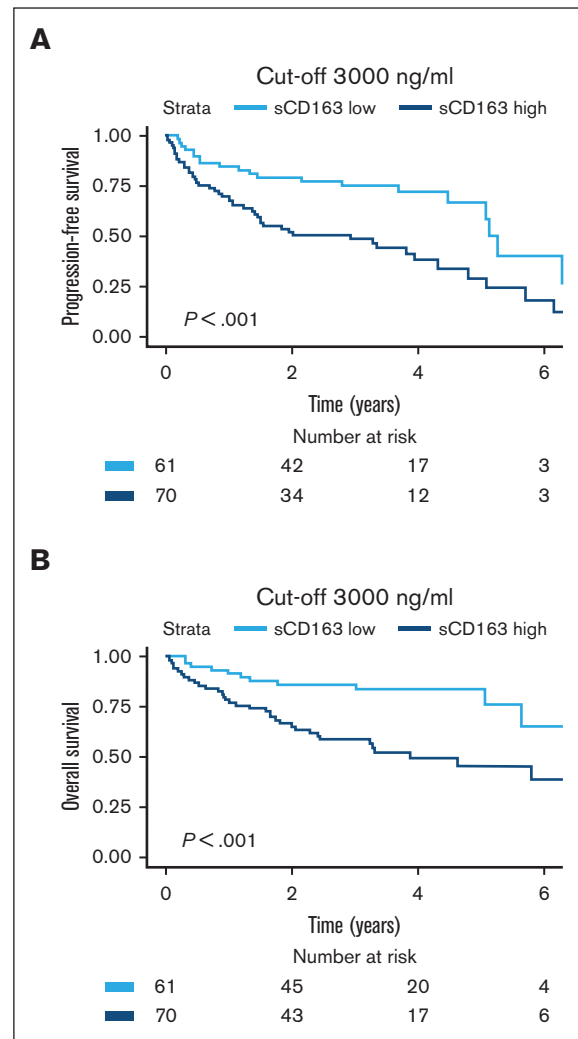 A
Cut-off 3000 ng/ml
Strata sCD163 low sCD163 high
1.00
0.75
0.50
0.25
0.00
Progression-free survival
P < .001
0 2 4 6
Time (years)
Number at risk
61 42 17 3
70 34 12 3
B
Cut-off 3000 ng/ml
Strata sCD163 low sCD163 high
1.00
0.75
0.50
0.25
0.00
Overall survival
P < .001
0 2 4 6
Time (years)
Number at risk
61 45 20 4
70 43 17 6